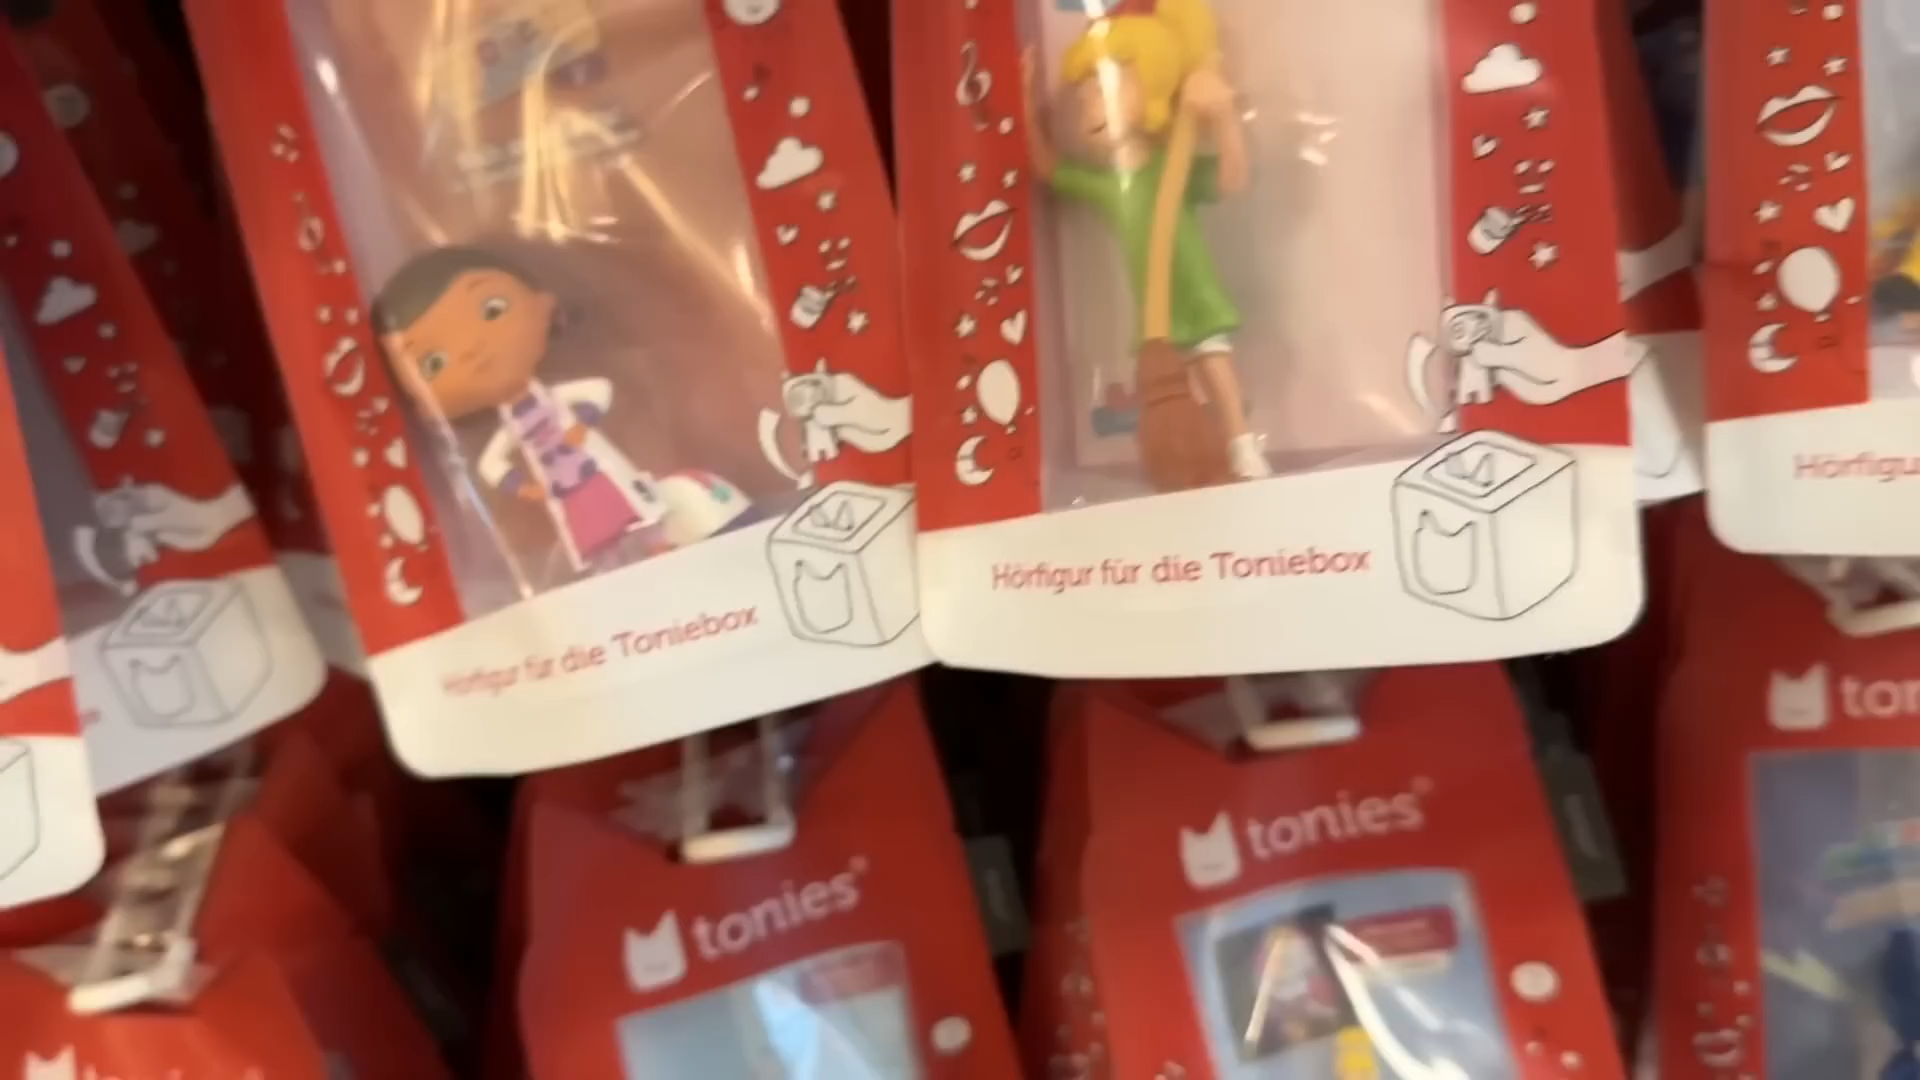 Hörfigur für die Toniebox
Hörfigur für die Toniebox
Hörfigu
tonies
tonies
ton